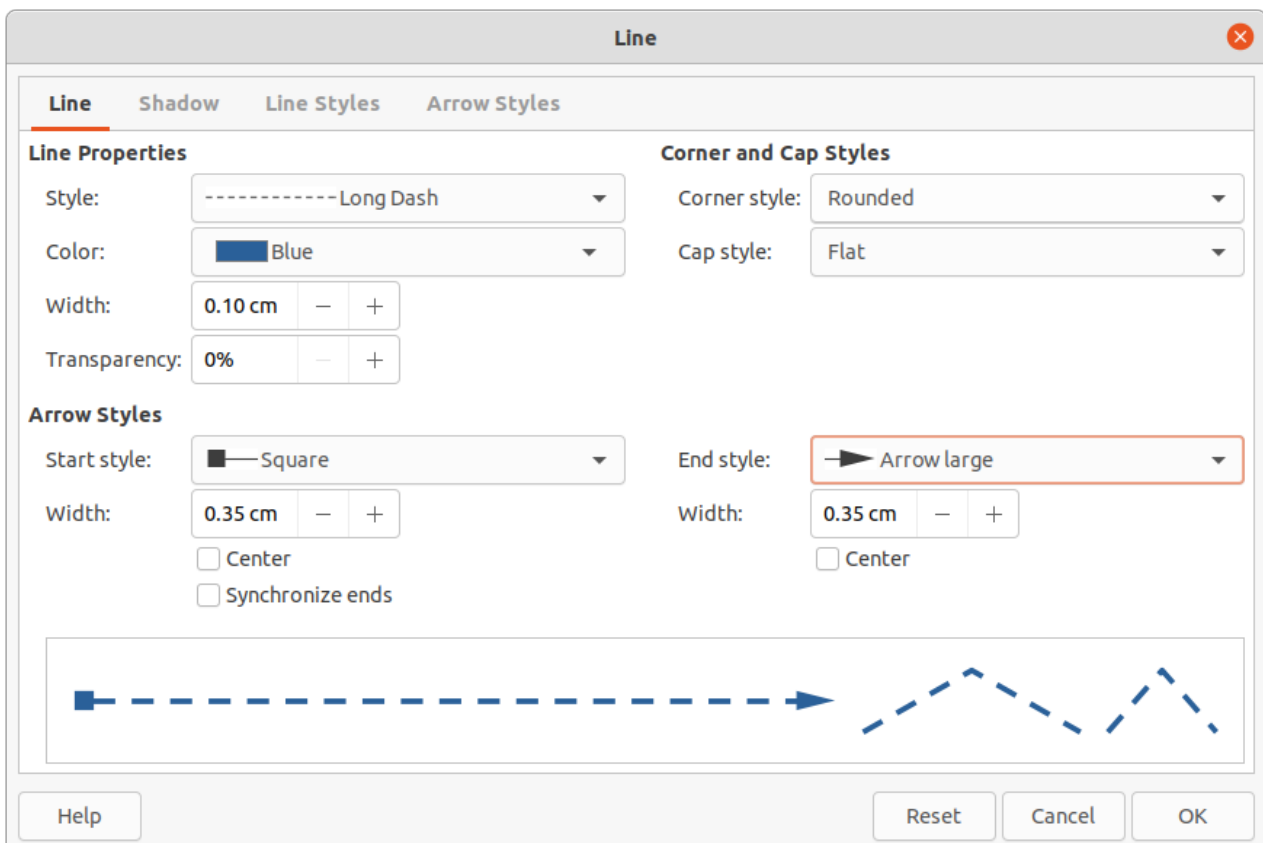 Line
Line Shadow Line Styles Arrow Styles
Line Properties
Corner and Cap Styles
Style: Long Dash
Corner style: Rounded
Color: Blue
Cap style: Flat
Width: 0.10 cm − +
Transparency: 0% − +
Arrow Styles
Start style: Square
End style: Arrow large
Width: 0.35 cm − +
Width: 0.35 cm − +
Center
Center
Synchronize ends
Help
Reset
Cancel
OK